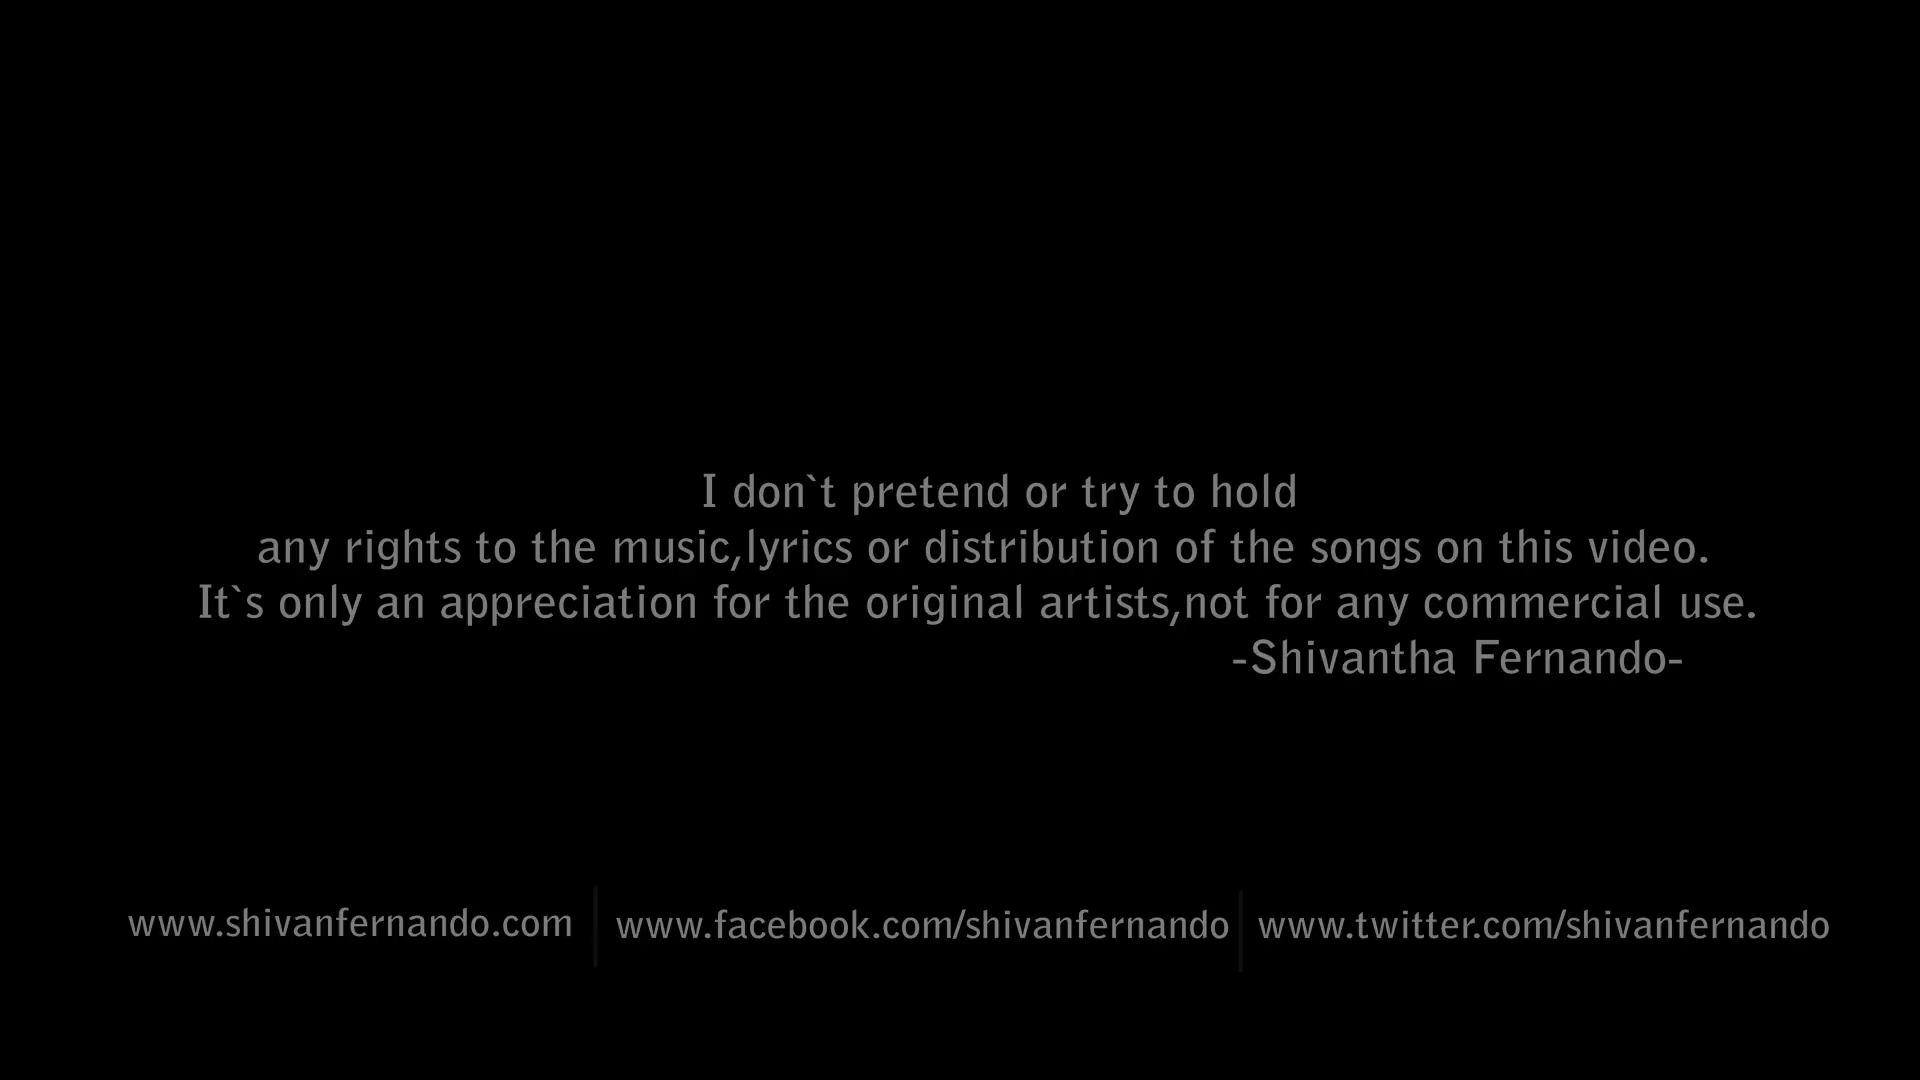 I don`t pretend or try to hold
any rights to the music,lyrics or distribution of the songs on this video.
It`s only an appreciation for the original artists,not for any commercial use.
-Shivantha Fernando-
www.shivanfernando.com
www.facebook.com/shivanfernando
www.twitter.com/shivanfernando